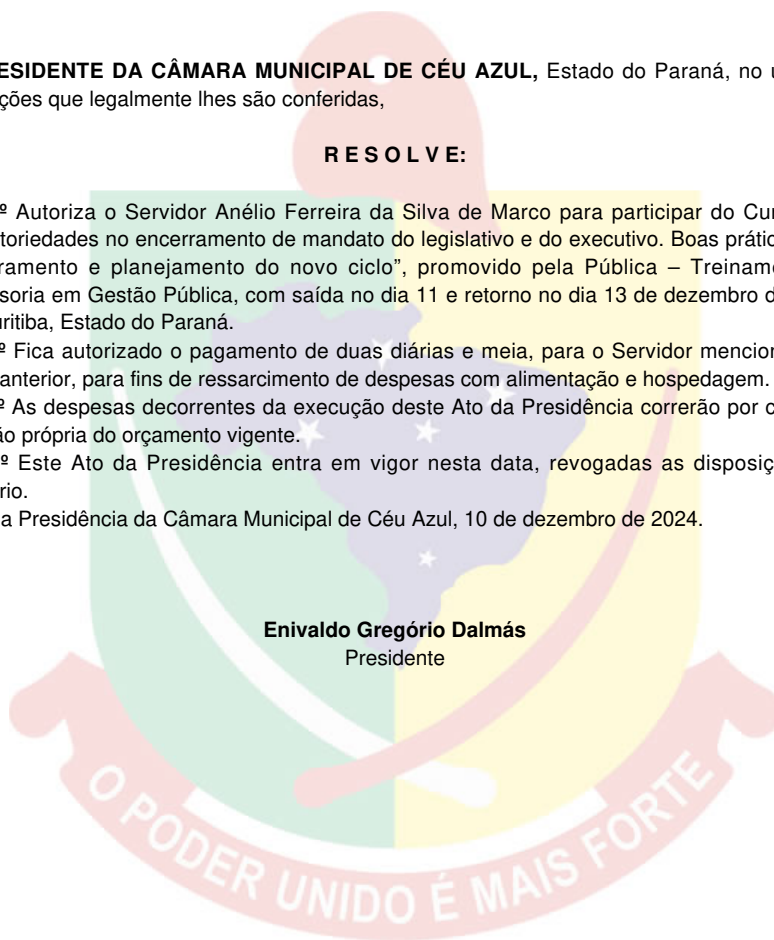 ESIDENTE DA CÂMARA MUNICIPAL DE CÉU AZUL, Estado do Paraná, no u
ções que legalmente lhes são conferidas,
R E S O L V E:
º Autoriza o Servidor Anélio Ferreira da Silva de Marco para participar do Cur
toriedades no encerramento de mandato do legislativo e do executivo. Boas prátic
ramento e planejamento do novo ciclo”, promovido pela Pública – Treinam
soria em Gestão Pública, com saída no dia 11 e retorno no dia 13 de dezembro d
uritiba, Estado do Paraná.
º Fica autorizado o pagamento de duas diárias e meia, para o Servidor mencion
anterior, para fins de ressarcimento de despesas com alimentação e hospedagem.
º As despesas decorrentes da execução deste Ato da Presidência correrão por c
ão própria do orçamento vigente.
º Este Ato da Presidência entra em vigor nesta data, revogadas as disposiç
rio.
a Presidência da Câmara Municipal de Céu Azul, 10 de dezembro de 2024.
Enivaldo Gregório Dalmás
Presidente
O PODER UNIDO É MAIS FORTE